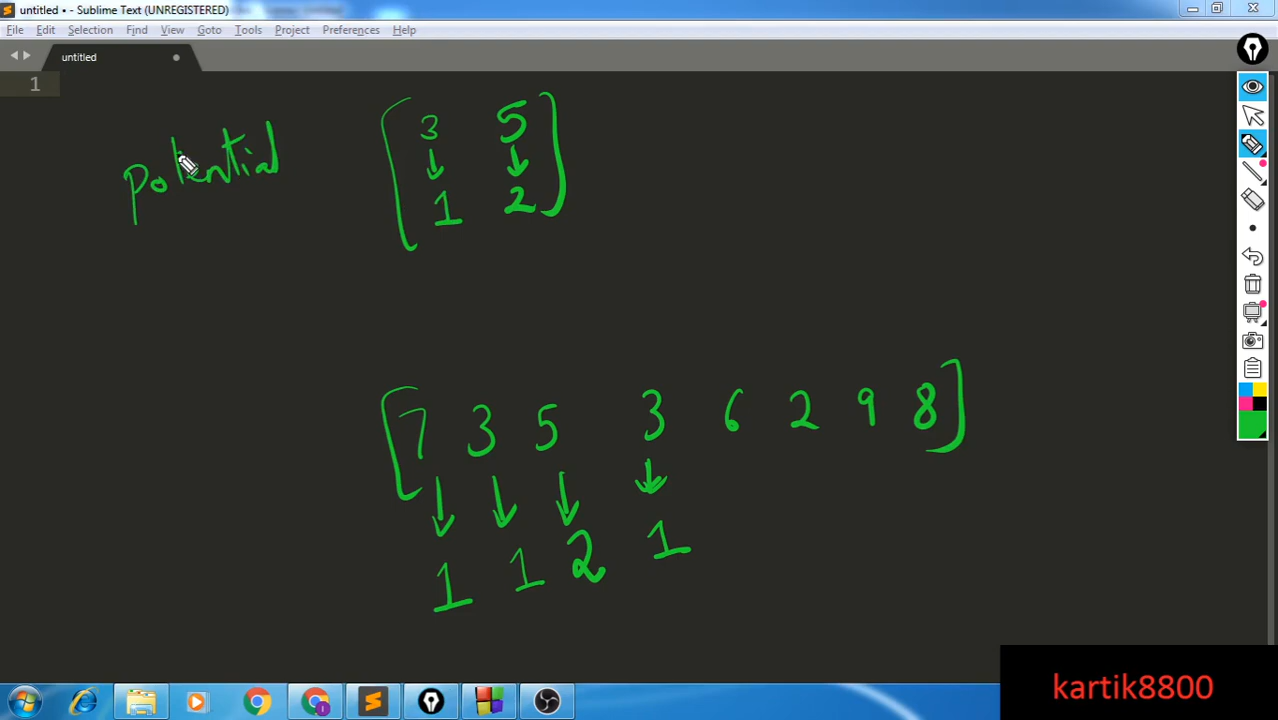 untitled • - Sublime Text (UNREGISTERED)
File Edit Selection Find View Goto Tools Project Preferences Help
untitled
1
Potential
[3 5]
↓ ↓
1 2
[7 3 5 3 6 2 9 8]
↓ ↓ ↓ ↓
1 1 2 1
kartik8800